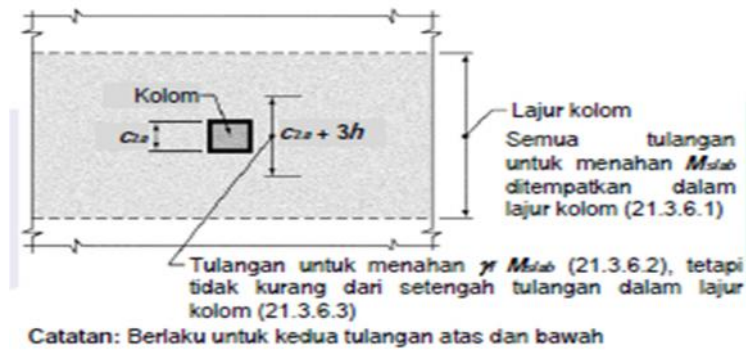 Kolom
c2a
c2a + 3h
Lajur kolom
Semua tulangan
untuk menahan Mslab
ditempatkan dalam
lajur kolom (21.3.6.1)
Tulangan untuk menahan γf Mslab (21.3.6.2), tetapi
tidak kurang dari setengah tulangan dalam lajur
kolom (21.3.6.3)
Catatan: Berlaku untuk kedua tulangan atas dan bawah